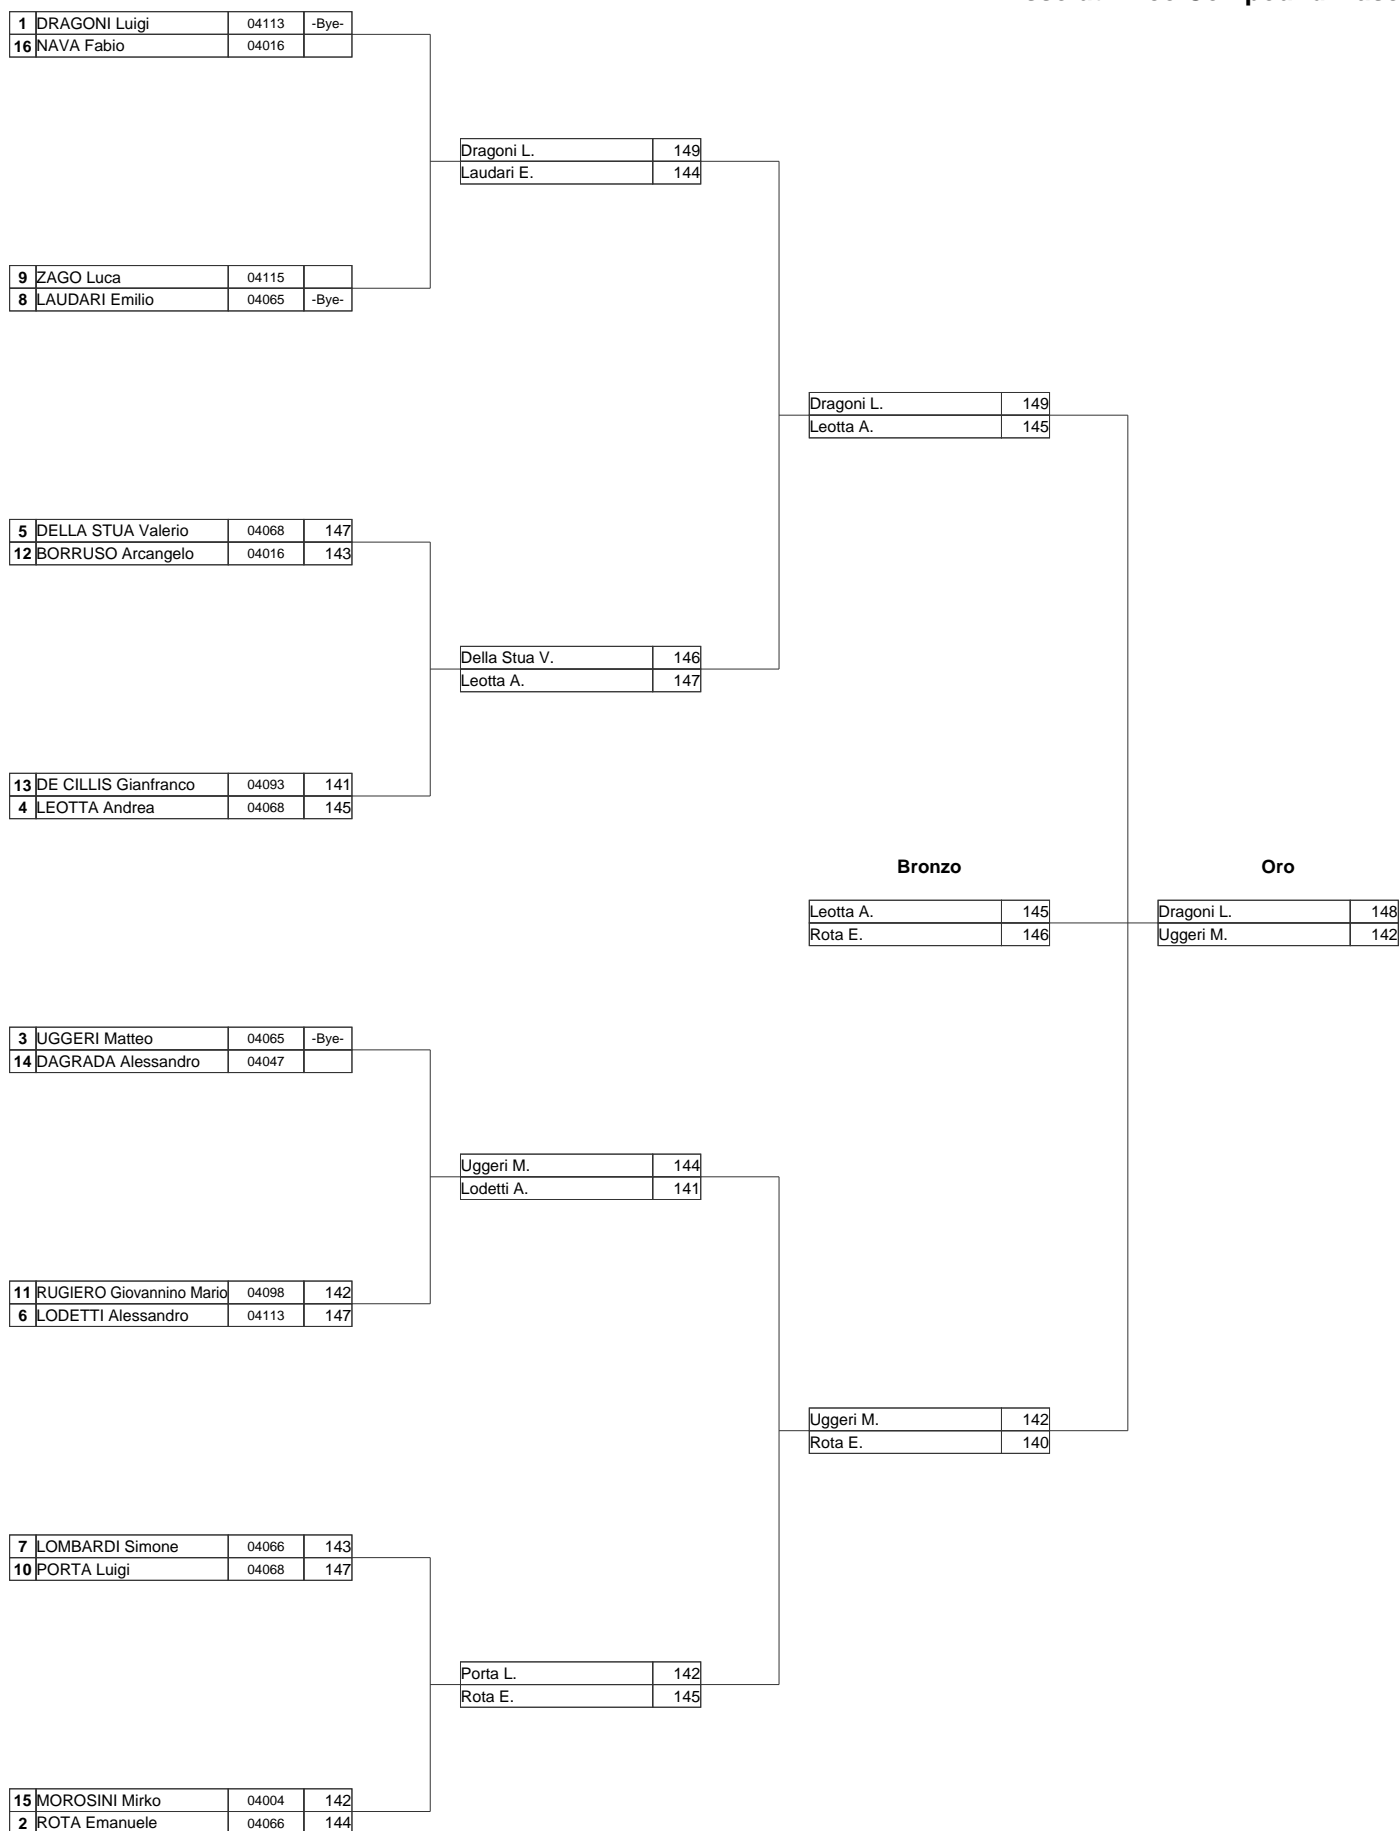 1 DRAGONI Luigi 04113 -Bye-
16 NAVA Fabio 04016
Dragoni L. 149
Laudari E. 144
9 ZAGO Luca 04115
8 LAUDARI Emilio 04065 -Bye-
Dragoni L. 149
Leotta A. 145
5 DELLA STUA Valerio 04068 147
12 BORRUSO Arcangelo 04016 143
Della Stua V. 146
Leotta A. 147
13 DE CILLIS Gianfranco 04093 141
4 LEOTTA Andrea 04068 145
Bronzo Oro
Leotta A. 145 Dragoni L. 148
Rota E. 146 Uggeri M. 142
3 UGGERI Matteo 04065 -Bye-
14 DAGRADA Alessandro 04047
Uggeri M. 144
Lodetti A. 141
11 RUGIERO Giovannino Mario 04098 142
6 LODETTI Alessandro 04113 147
Uggeri M. 142
Rota E. 140
7 LOMBARDI Simone 04066 143
10 PORTA Luigi 04068 147
Porta L. 142
Rota E. 145
15 MOROSINI Mirko 04004 142
2 ROTA Emanuele 04066 144